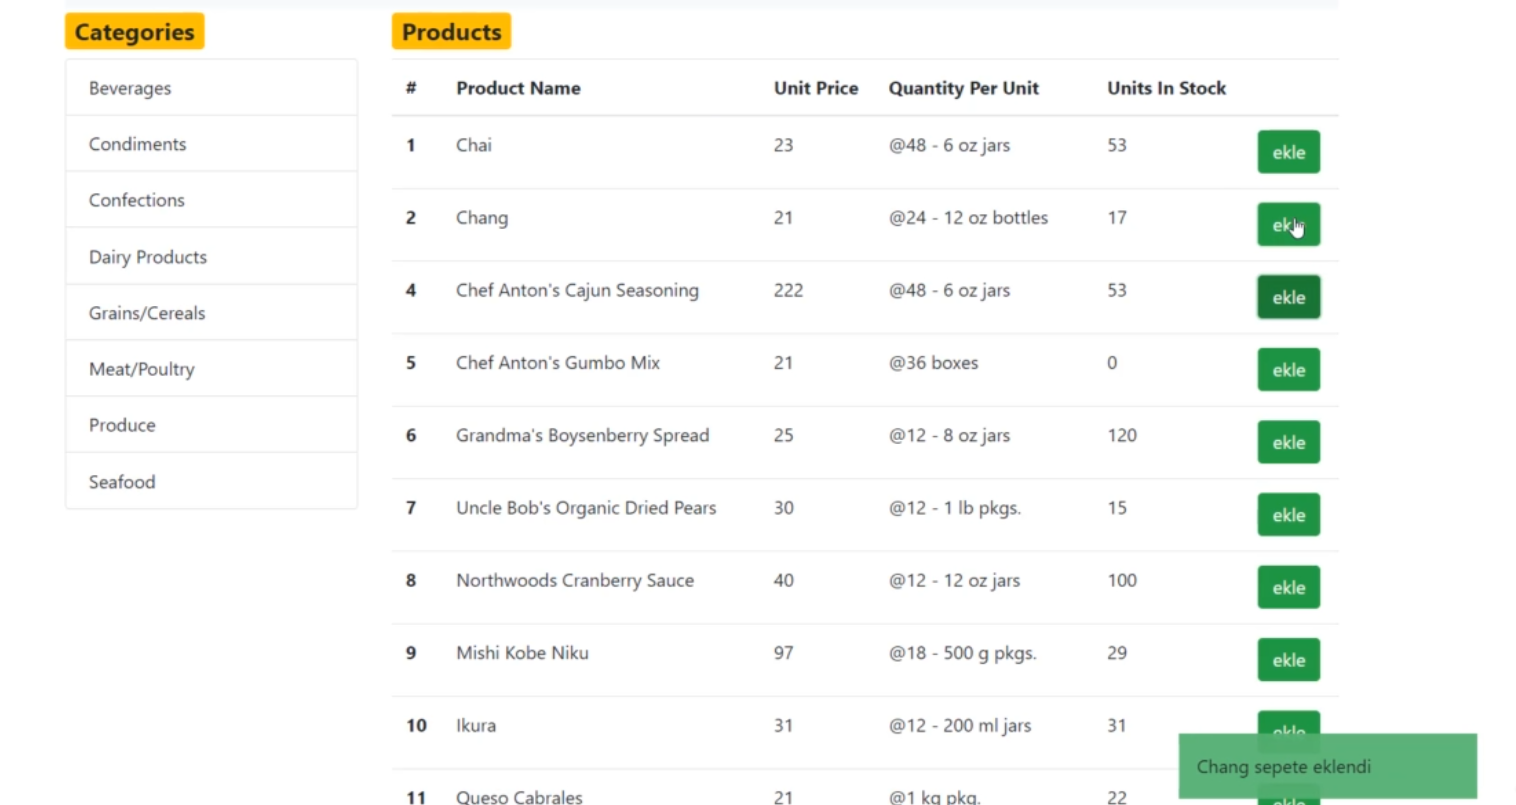 Categories
Beverages
Condiments
Confections
Dairy Products
Grains/Cereals
Meat/Poultry
Produce
Seafood
Products
# Product Name Unit Price Quantity Per Unit Units In Stock
1 Chai 23 @48 - 6 oz jars 53 ekle
2 Chang 21 @24 - 12 oz bottles 17 ekle
4 Chef Anton's Cajun Seasoning 222 @48 - 6 oz jars 53 ekle
5 Chef Anton's Gumbo Mix 21 @36 boxes 0 ekle
6 Grandma's Boysenberry Spread 25 @12 - 8 oz jars 120 ekle
7 Uncle Bob's Organic Dried Pears 30 @12 - 1 lb pkgs. 15 ekle
8 Northwoods Cranberry Sauce 40 @12 - 12 oz jars 100 ekle
9 Mishi Kobe Niku 97 @18 - 500 g pkgs. 29 ekle
10 Ikura 31 @12 - 200 ml jars 31 ekle
11 Queso Cabrales 21 @1 kg pkg. 22 ekle
Chang sepete eklendi